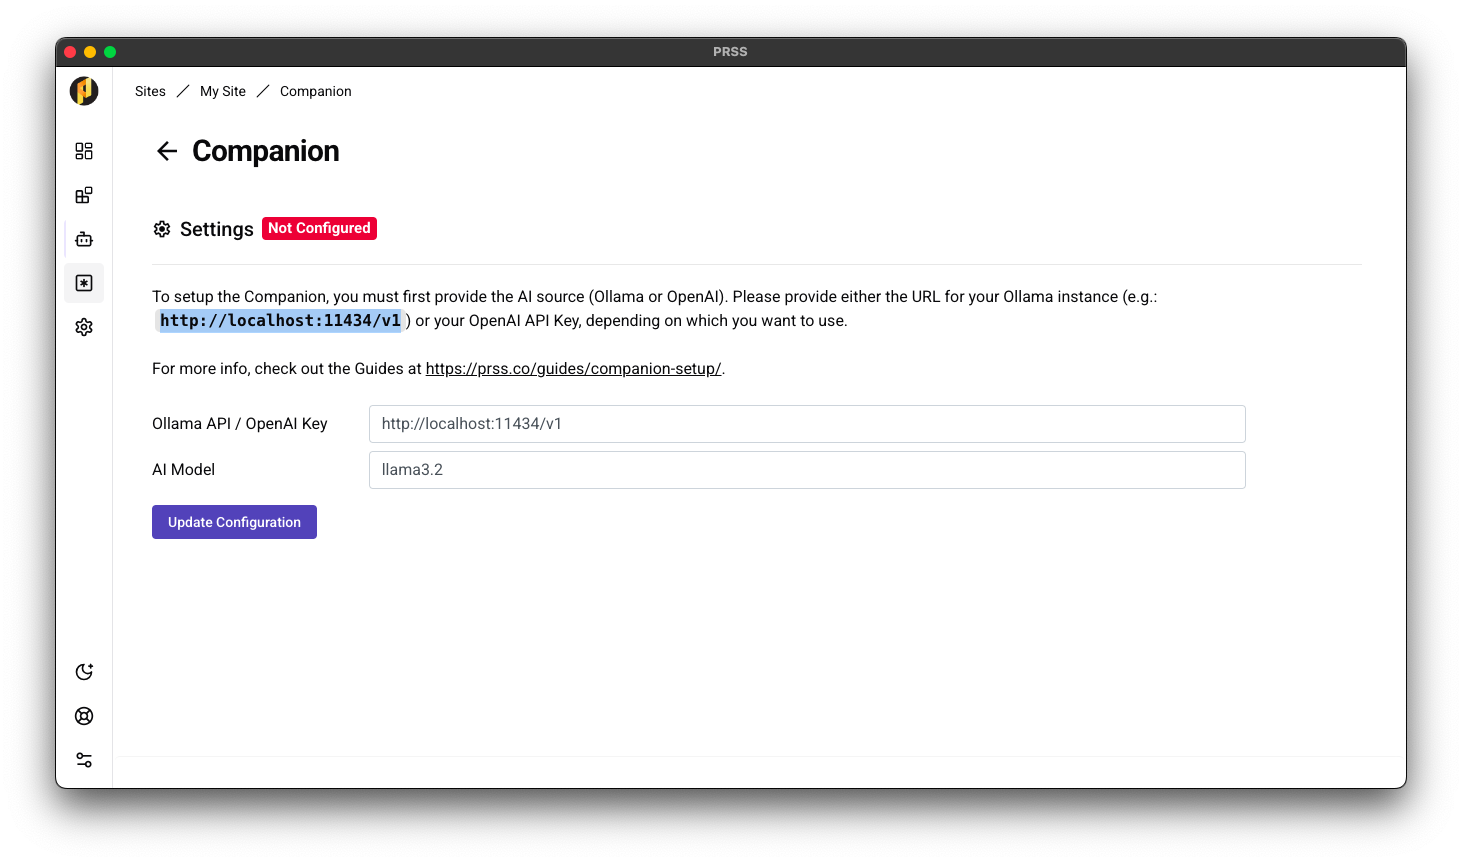 PRSS
Sites / My Site / Companion
Companion
Settings Not Configured
To setup the Companion, you must first provide the AI source (Ollama or OpenAI). Please provide either the URL for your Ollama instance (e.g.:
http://localhost:11434/v1 ) or your OpenAI API Key, depending on which you want to use.
For more info, check out the Guides at https://prss.co/guides/companion-setup/.
Ollama API / OpenAI Key http://localhost:11434/v1
AI Model llama3.2
Update Configuration